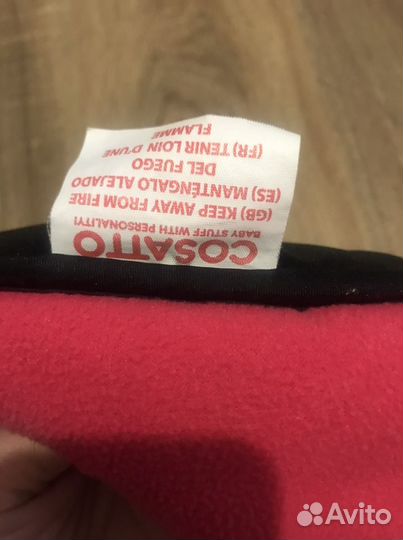 COSATTO
BABY STUFF WITH PERSONALITY!
(GB) KEEP AWAY FROM FIRE
(ES) MANTÉNGALO ALEJADO
DEL FUEGO
(FR) TENIR LOIN D'UNE
FLAMME
Avito